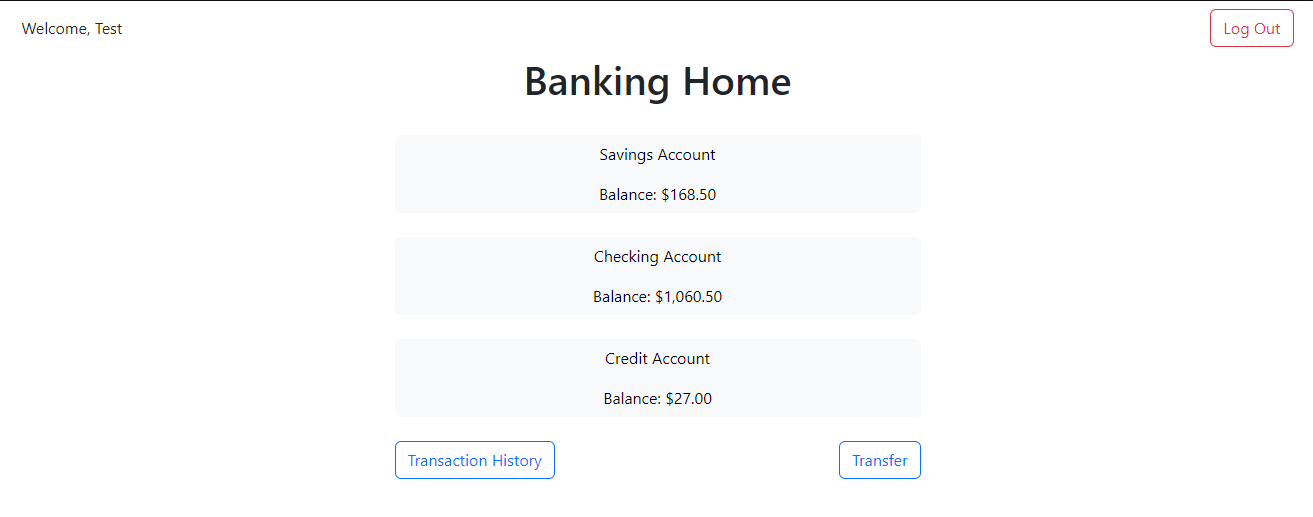 Welcome, Test
Log Out
Banking Home
Savings Account
Balance: $168.50
Checking Account
Balance: $1,060.50
Credit Account
Balance: $27.00
Transaction History
Transfer